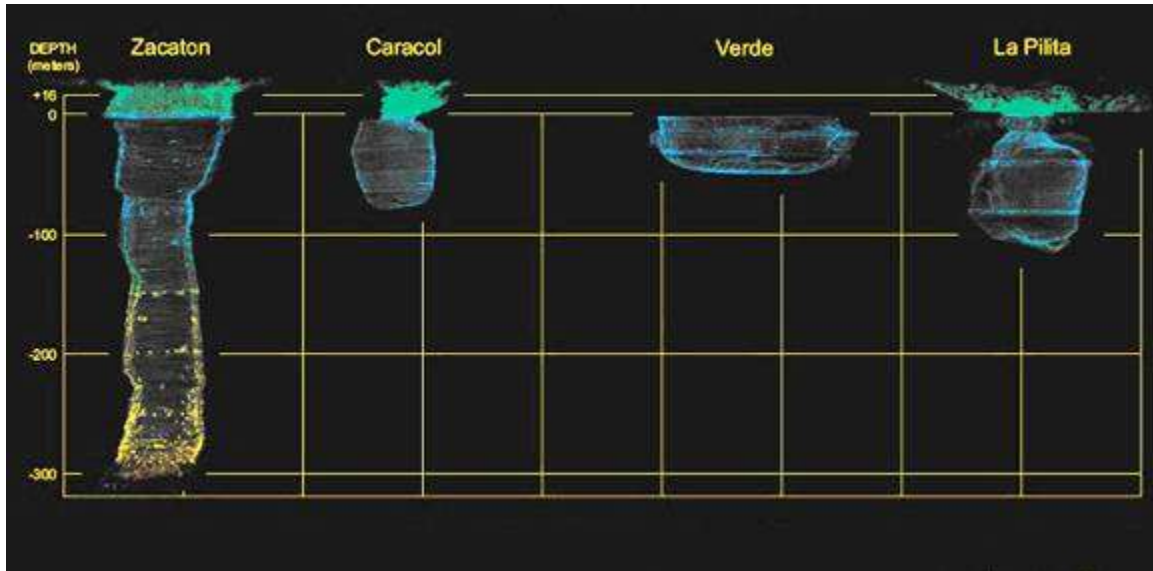 DEPTH
(meters)
Zacaton
Caracol
Verde
La Pilita
+16
0
-100
-200
-300